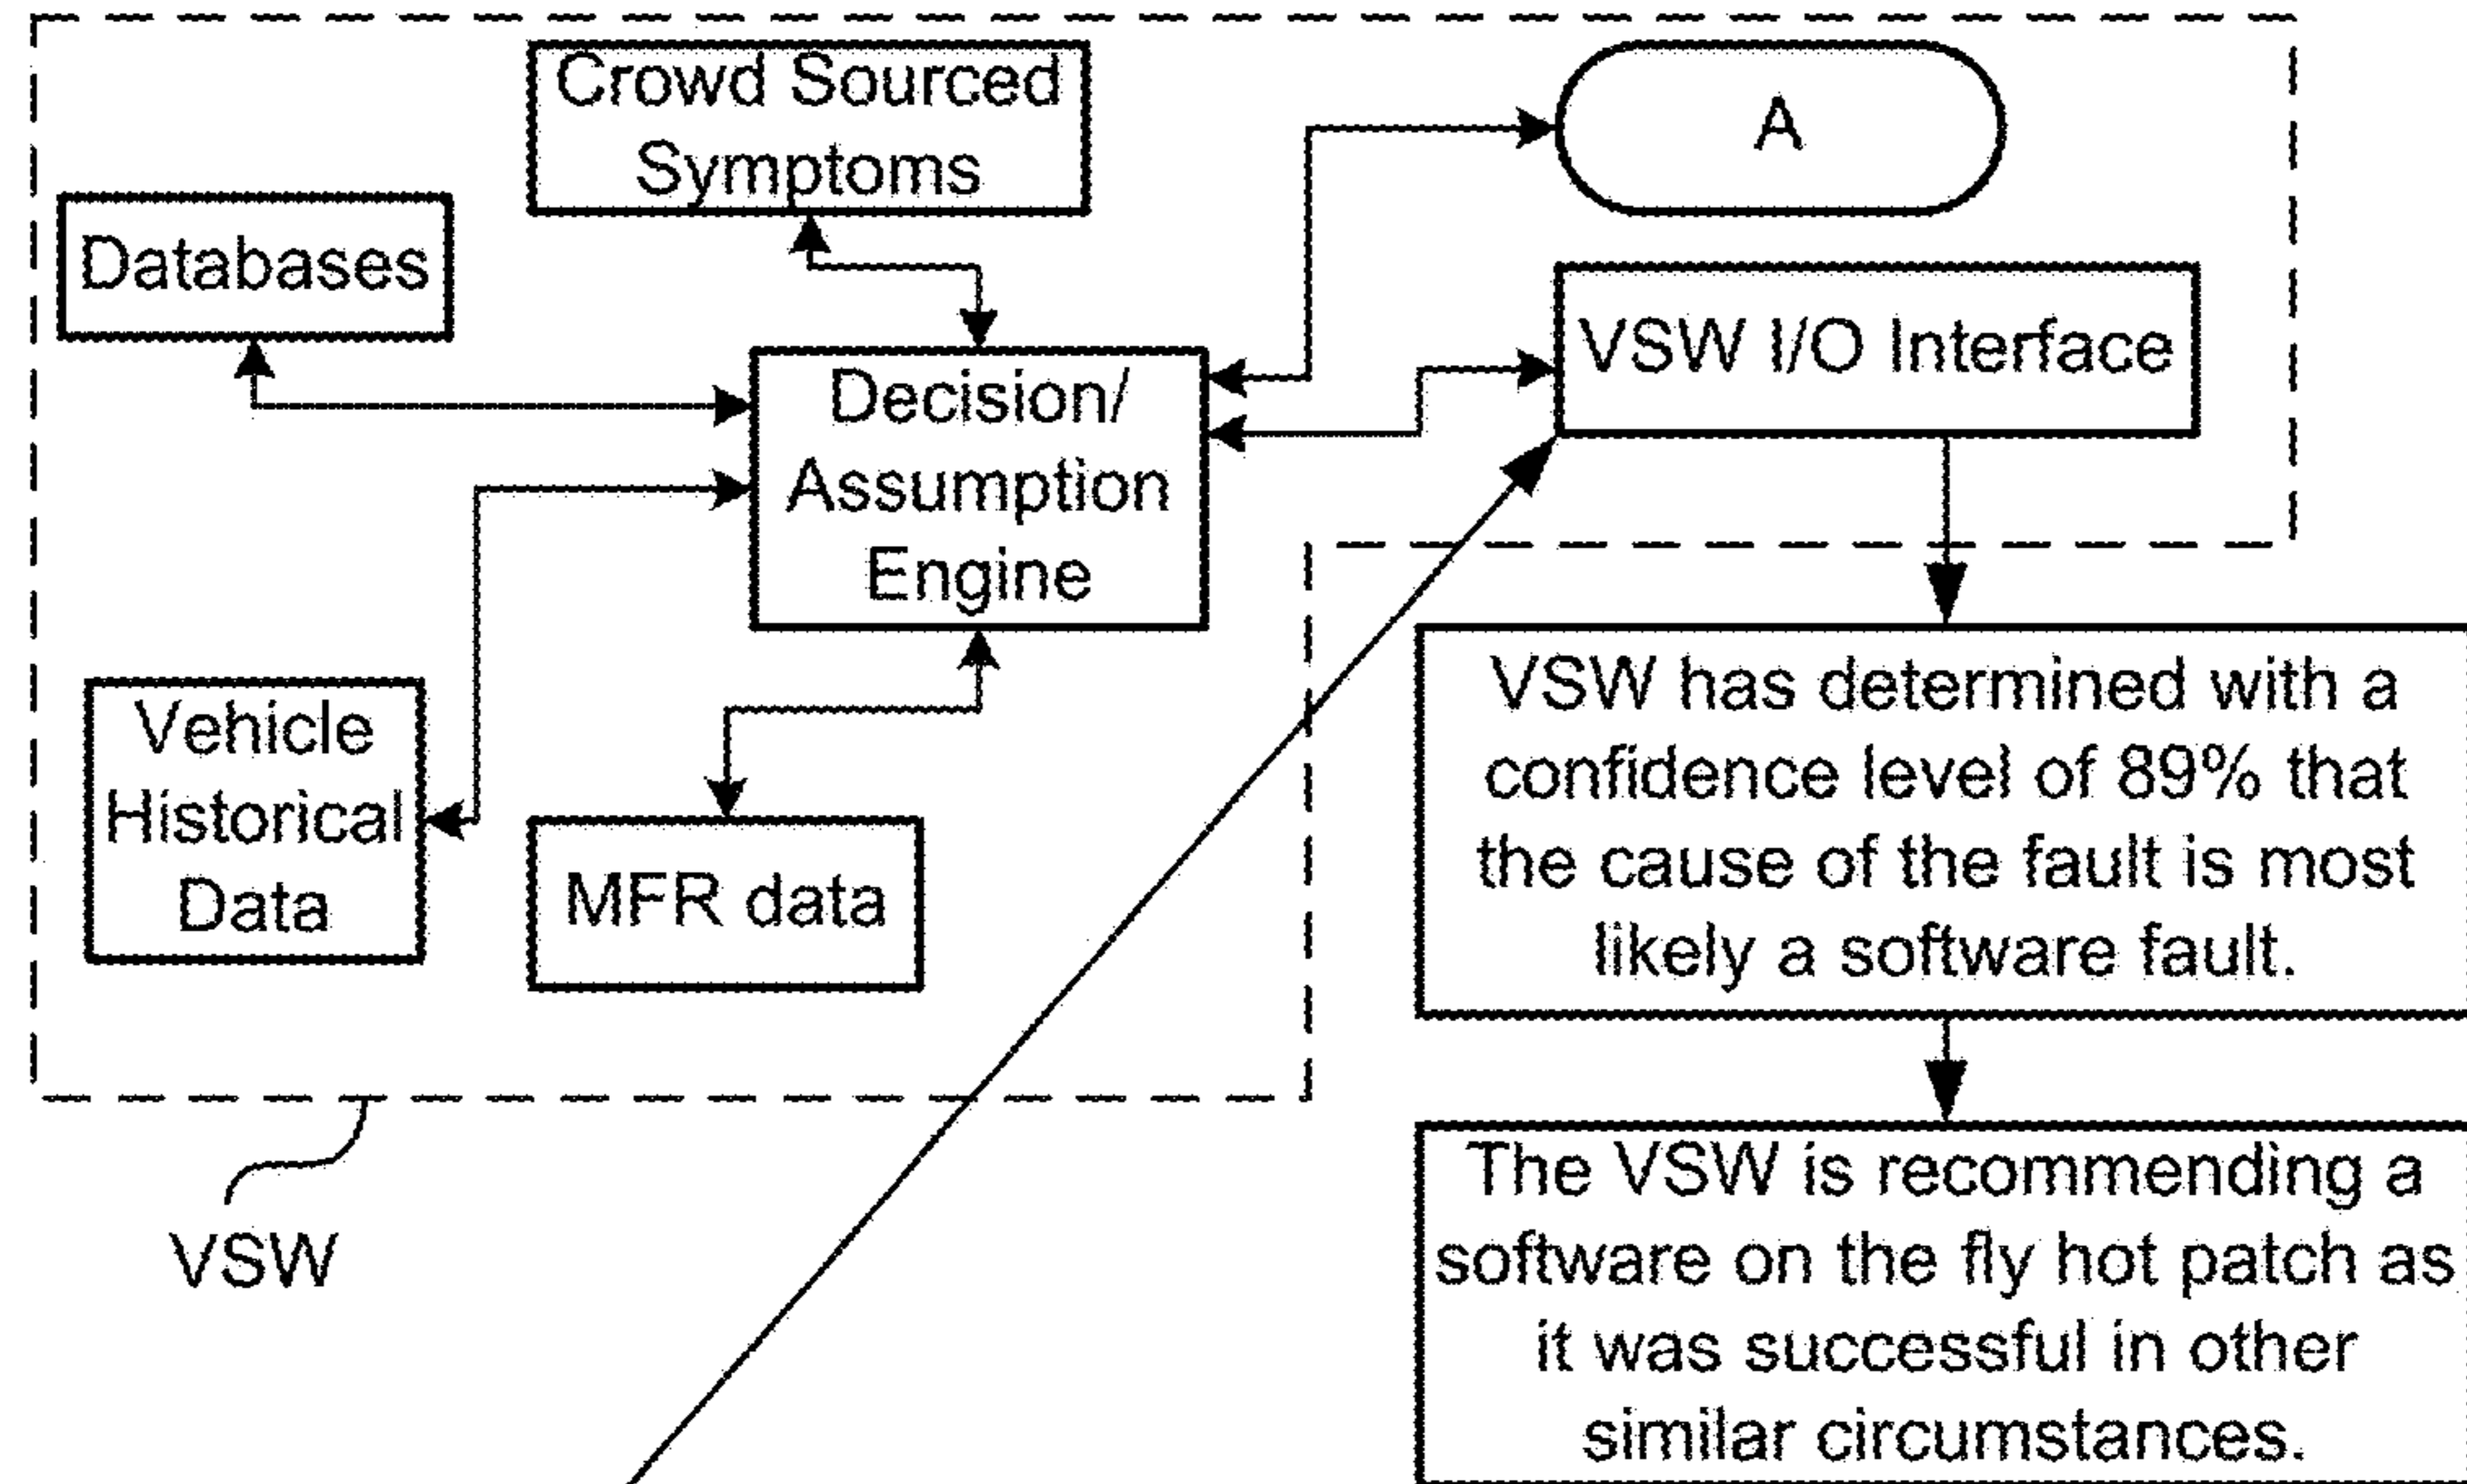 Crowd Sourced
Symptoms
A
Databases
VSW I/O Interface
Decision/
Assumption
Engine
Vehicle
Historical
Data
MFR data
VSW has determined with a
confidence level of 89% that
the cause of the fault is most
likely a software fault.
The VSW is recommending a
software on the fly hot patch as
it was successful in other
similar circumstances.
VSW